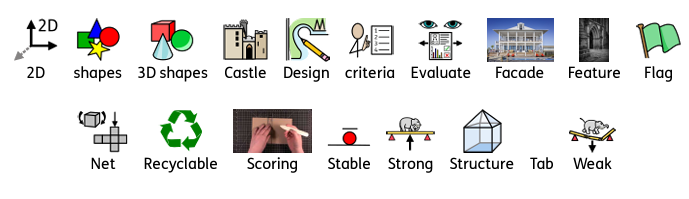 2D
2D shapes 3D shapes Castle Design criteria Evaluate Facade Feature Flag
Net Recyclable Scoring Stable Strong Structure Tab Weak